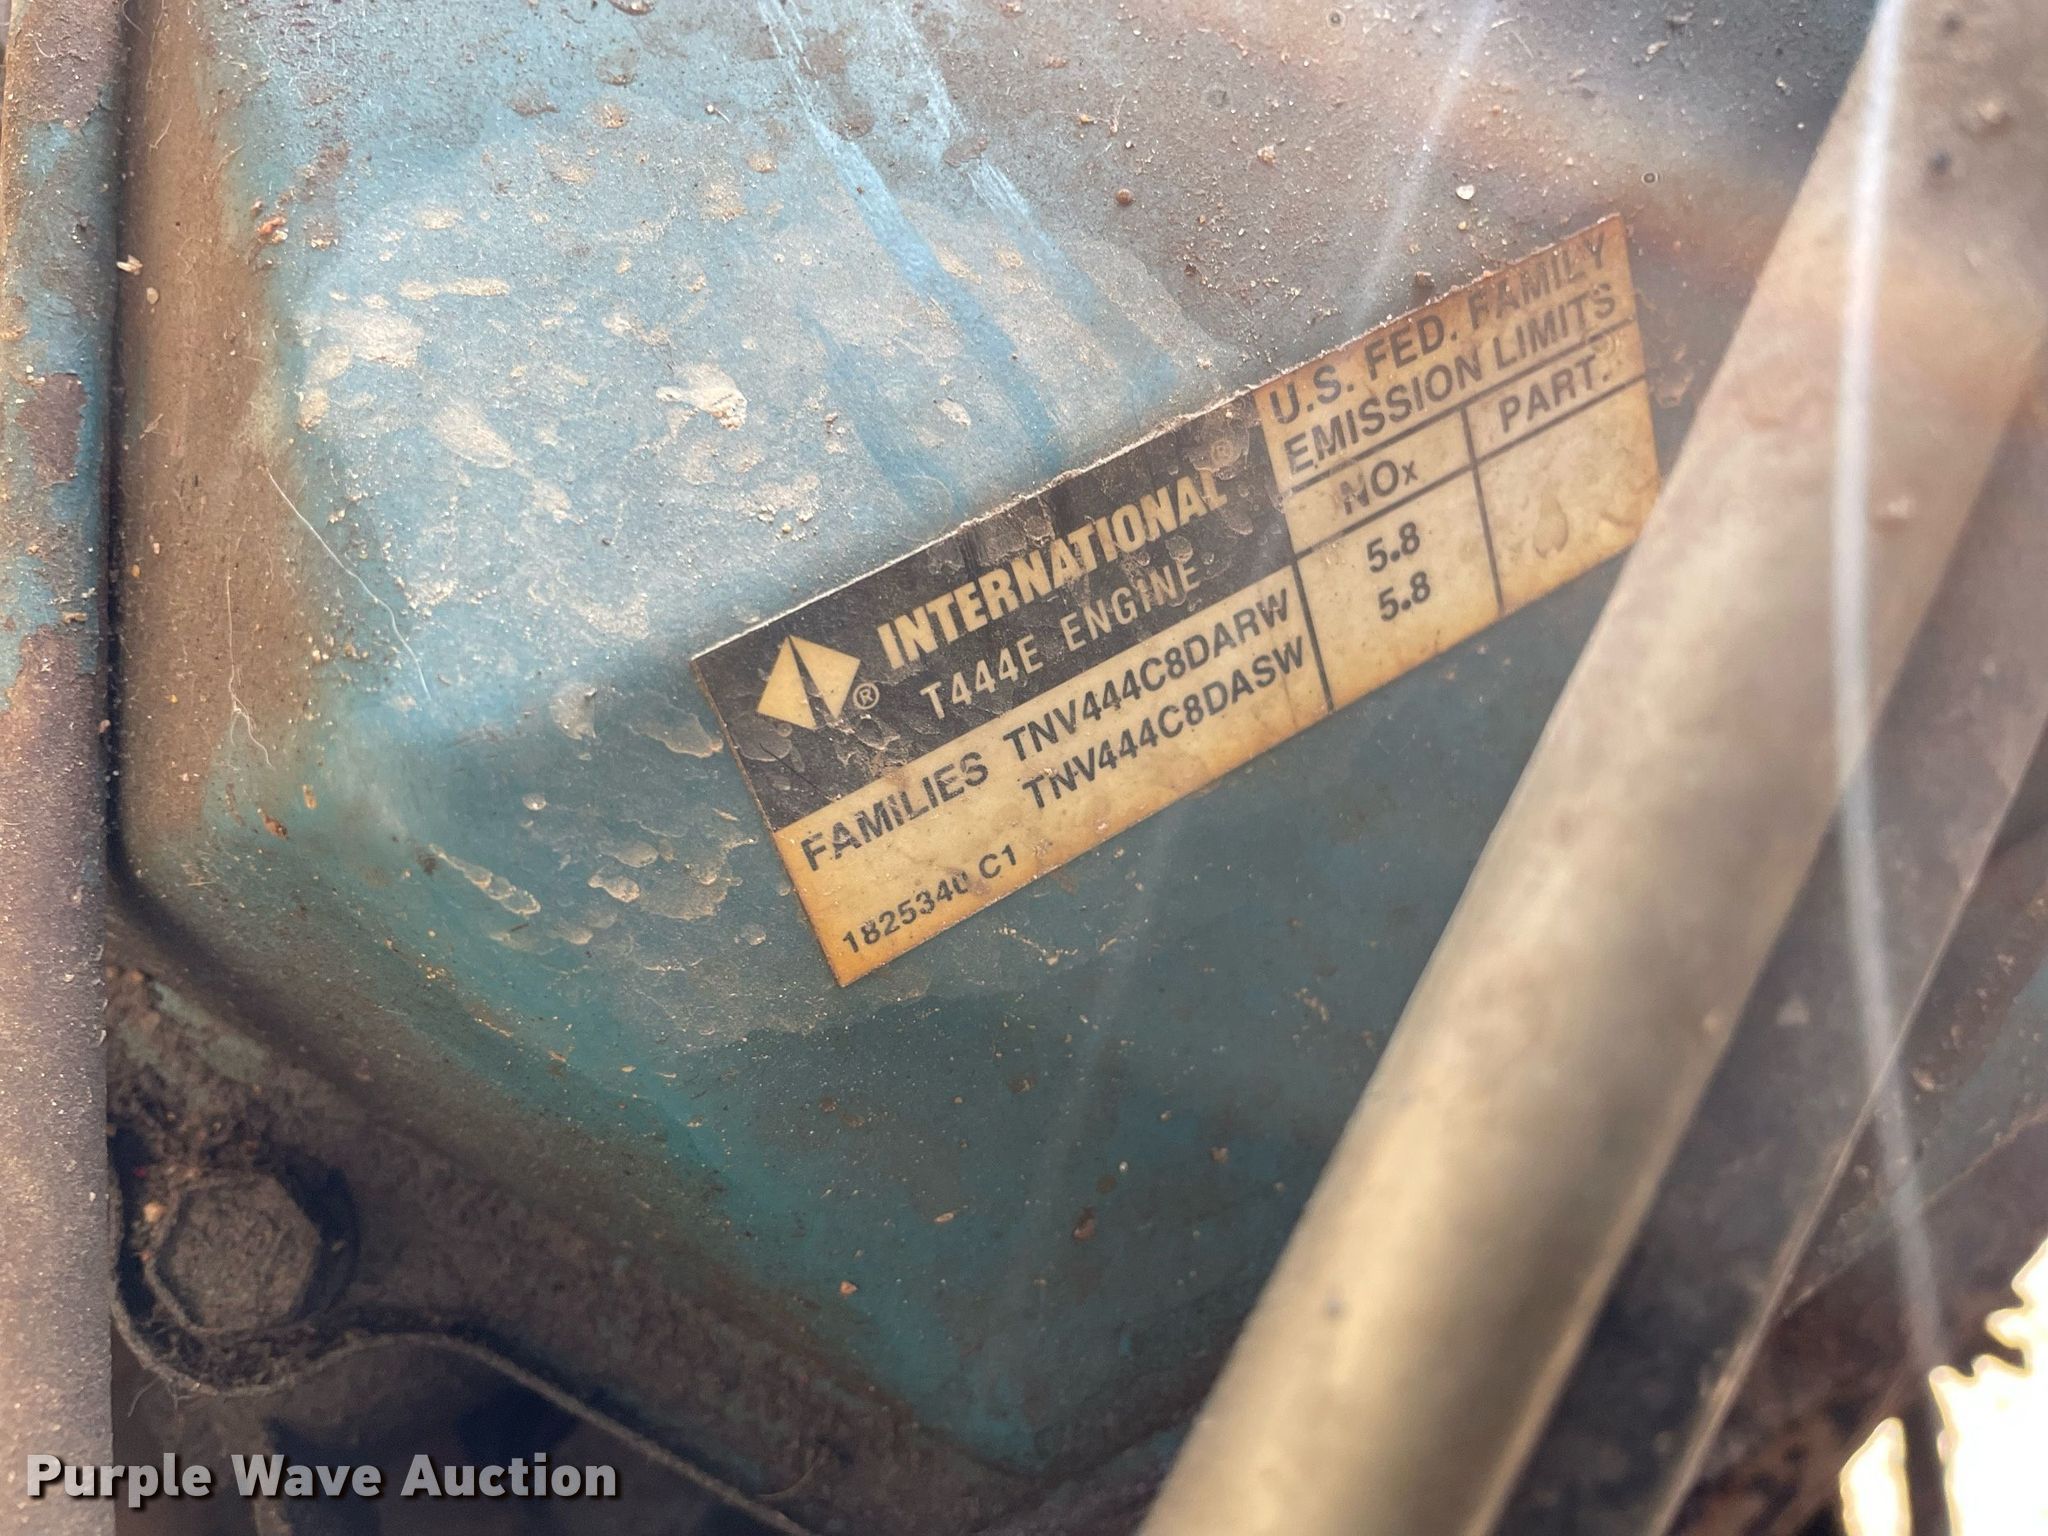 INTERNATIONAL®
® T444E ENGINE
U.S. FED. FAMILY
EMISSION LIMITS
NOx PART.
FAMILIES TNV444C8DARW 5.8
TNV444C8DASW 5.8
1825340 C1
Purple Wave Auction